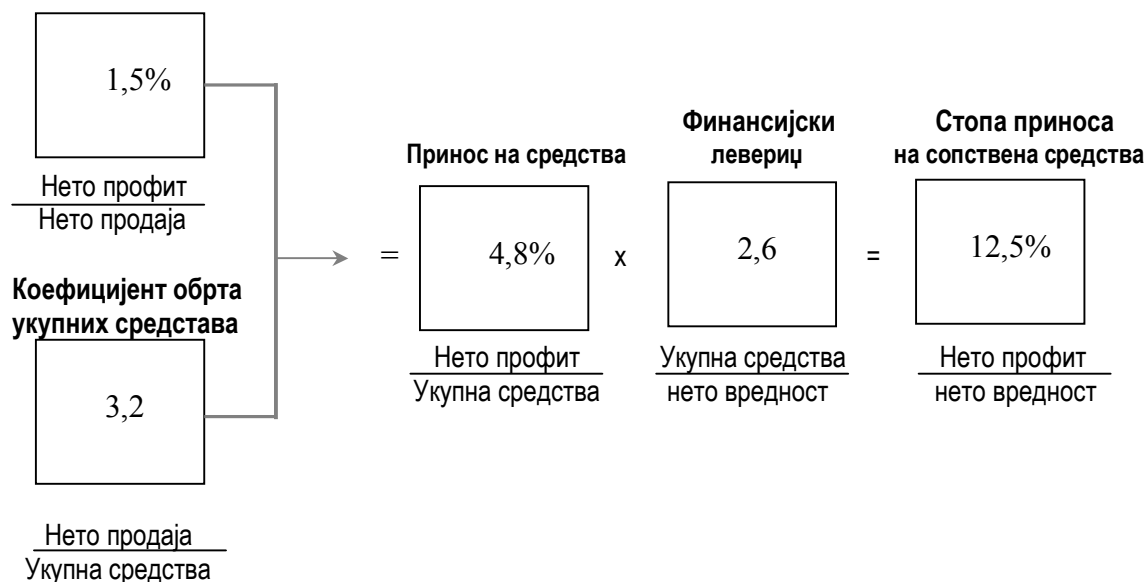 1,5%
Нето профит
Нето продаја
Коефицијент обрта
укупних средстава
3,2
Нето продаја
Укупна средства
=
Принос на средства
4,8%
Нето профит
Укупна средства
x
Финансијски
левериџ
2,6
Укупна средства
нето вредност
=
Стопа приноса
на сопствена средства
12,5%
Нето профит
нето вредност